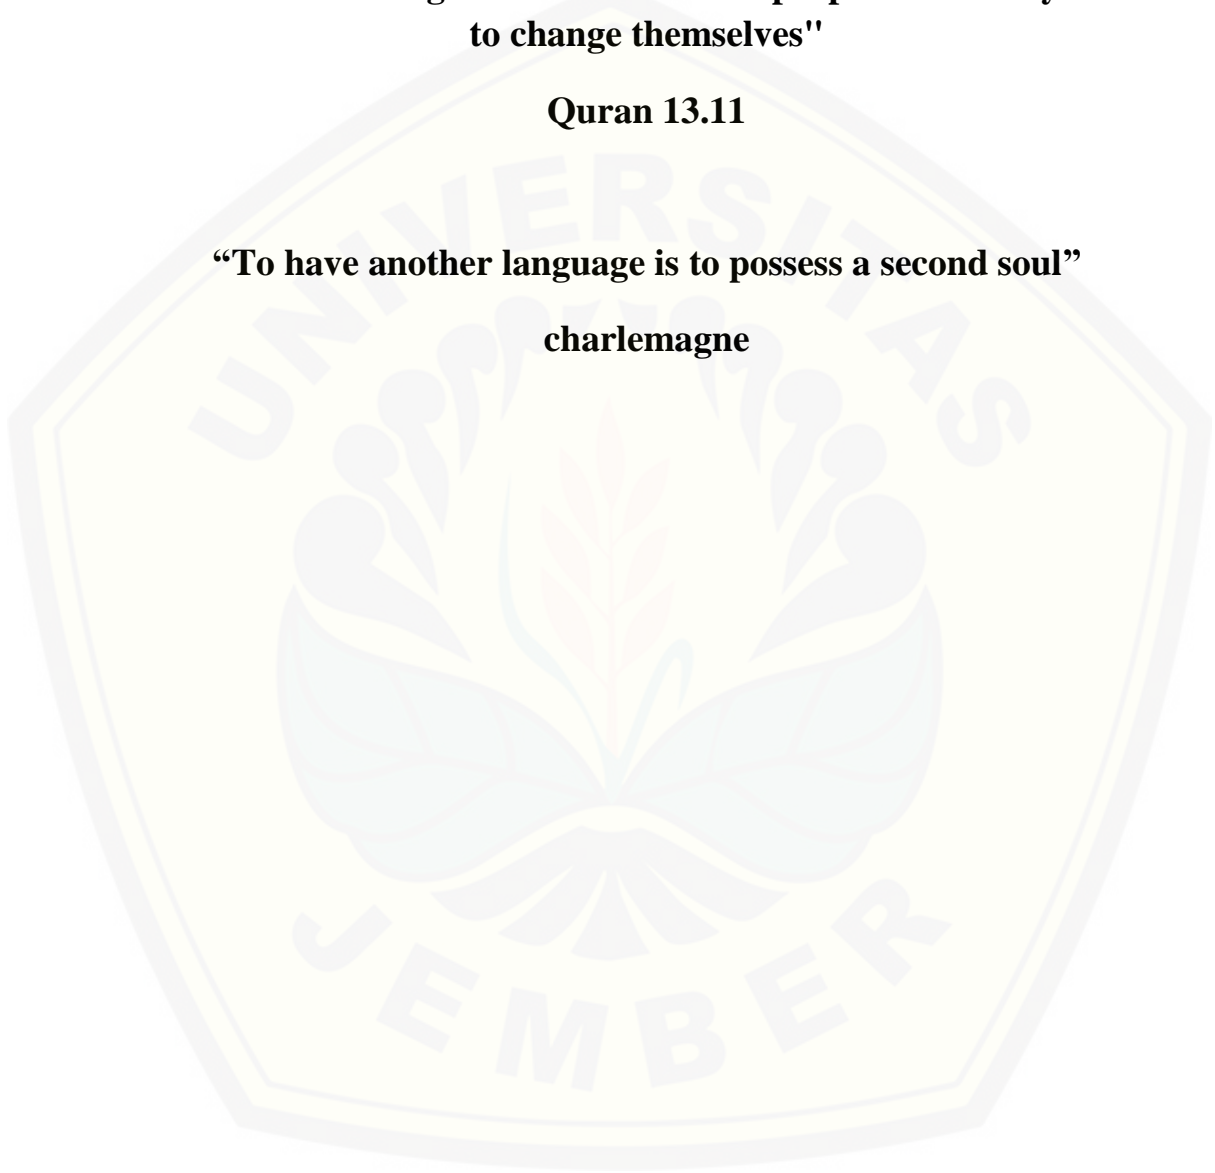 to change themselves"
Quran 13.11
“To have another language is to possess a second soul”
charlemagne
UNIVERSITAS
JEMBER